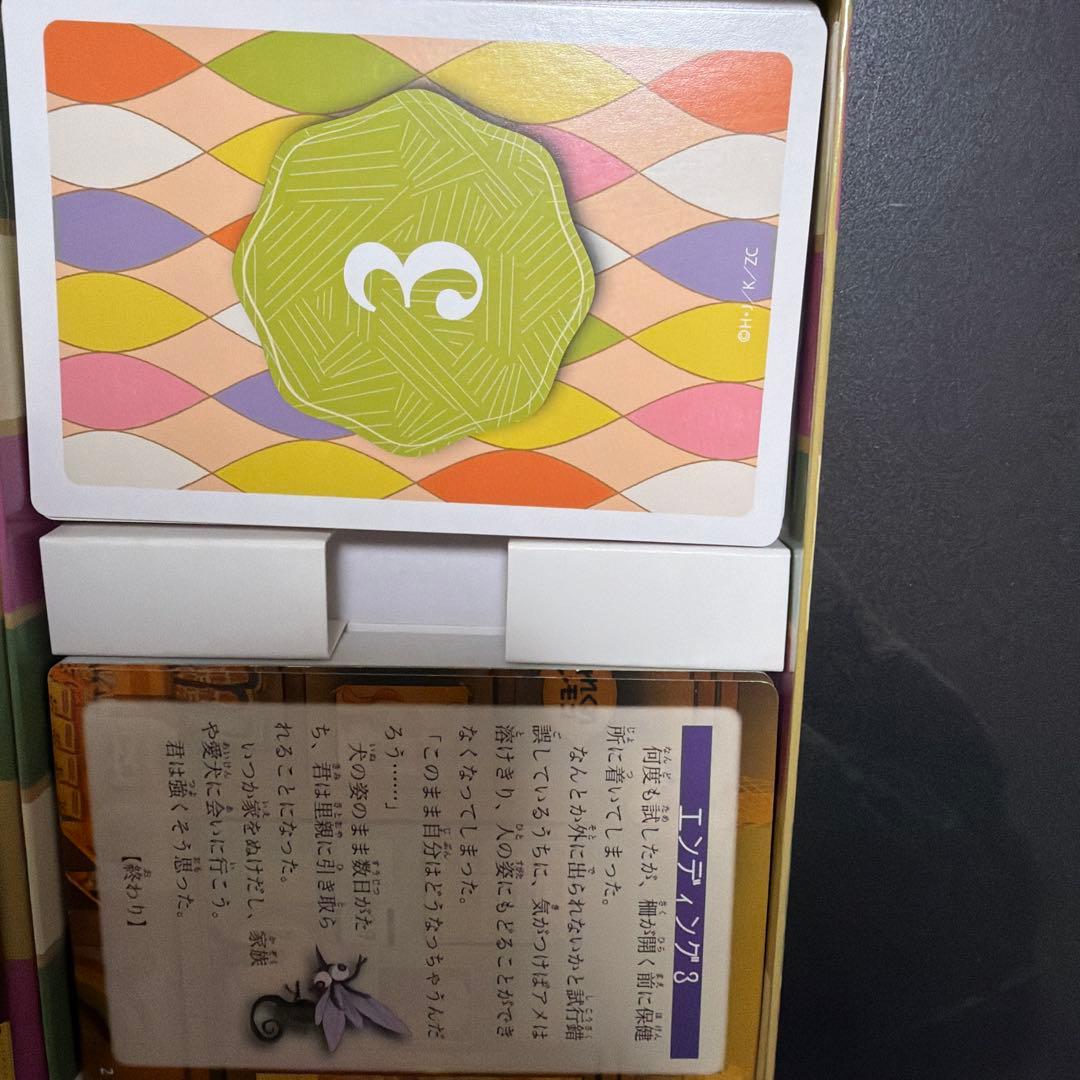 3
©H・J/K/ZC
エンディング3
何度も試したが、柵が開く前に保健
所に着いてしまった。
なんとか外に出られないかと試行錯
誤しているうちに、気がつけばアメは
溶けきり、人の姿にもどることができ
なくなってしまった。
「このまま自分はどうなっちゃうんだ
ろう……」
犬の姿のまま数日がた
ち、君は里親に引き取ら
れることになった。
いつか家をぬけだし、家族
や愛犬に会いに行こう。
君は強くそう思った。
【終わり】
2